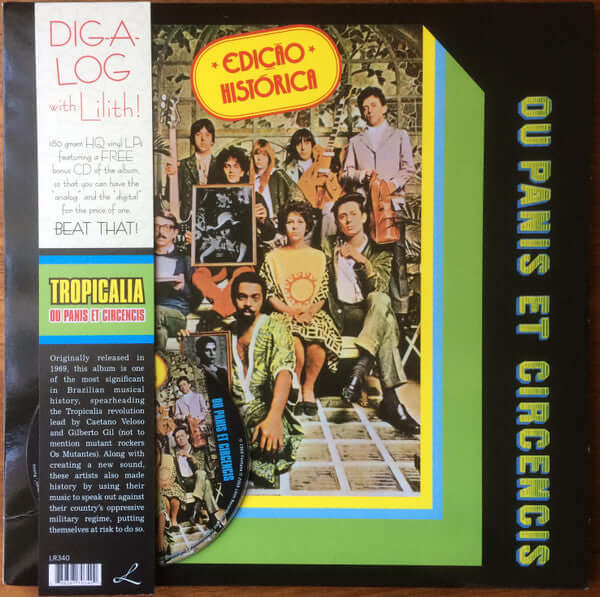 DIG-A-
LOG
with Lilith!
180 gram HQ vinyl LPs
featuring a FREE
bonus CD of the album,
so that you can have the
"analog" and the "digital"
for the price of one.
BEAT THAT!
TROPICALIA
OU PANIS ET CIRCENCIS
Originally released in
1969, this album is one
of the most significant
in Brazilian musical
history, spearheading
the Tropicalia revolution
lead by Caetano Veloso
and Gilberto Gil (not to
mention mutant rockers
Os Mutantes). Along with
creating a new sound,
these artists also made
history by using their
music to speak out against
their country's oppressive
military regime, putting
themselves at risk to do so.
LR340
L
EDIÇÃO
HISTÓRICA
OU PANIS ET CIRCENCIS
OU PANIS ET CIRCENCIS